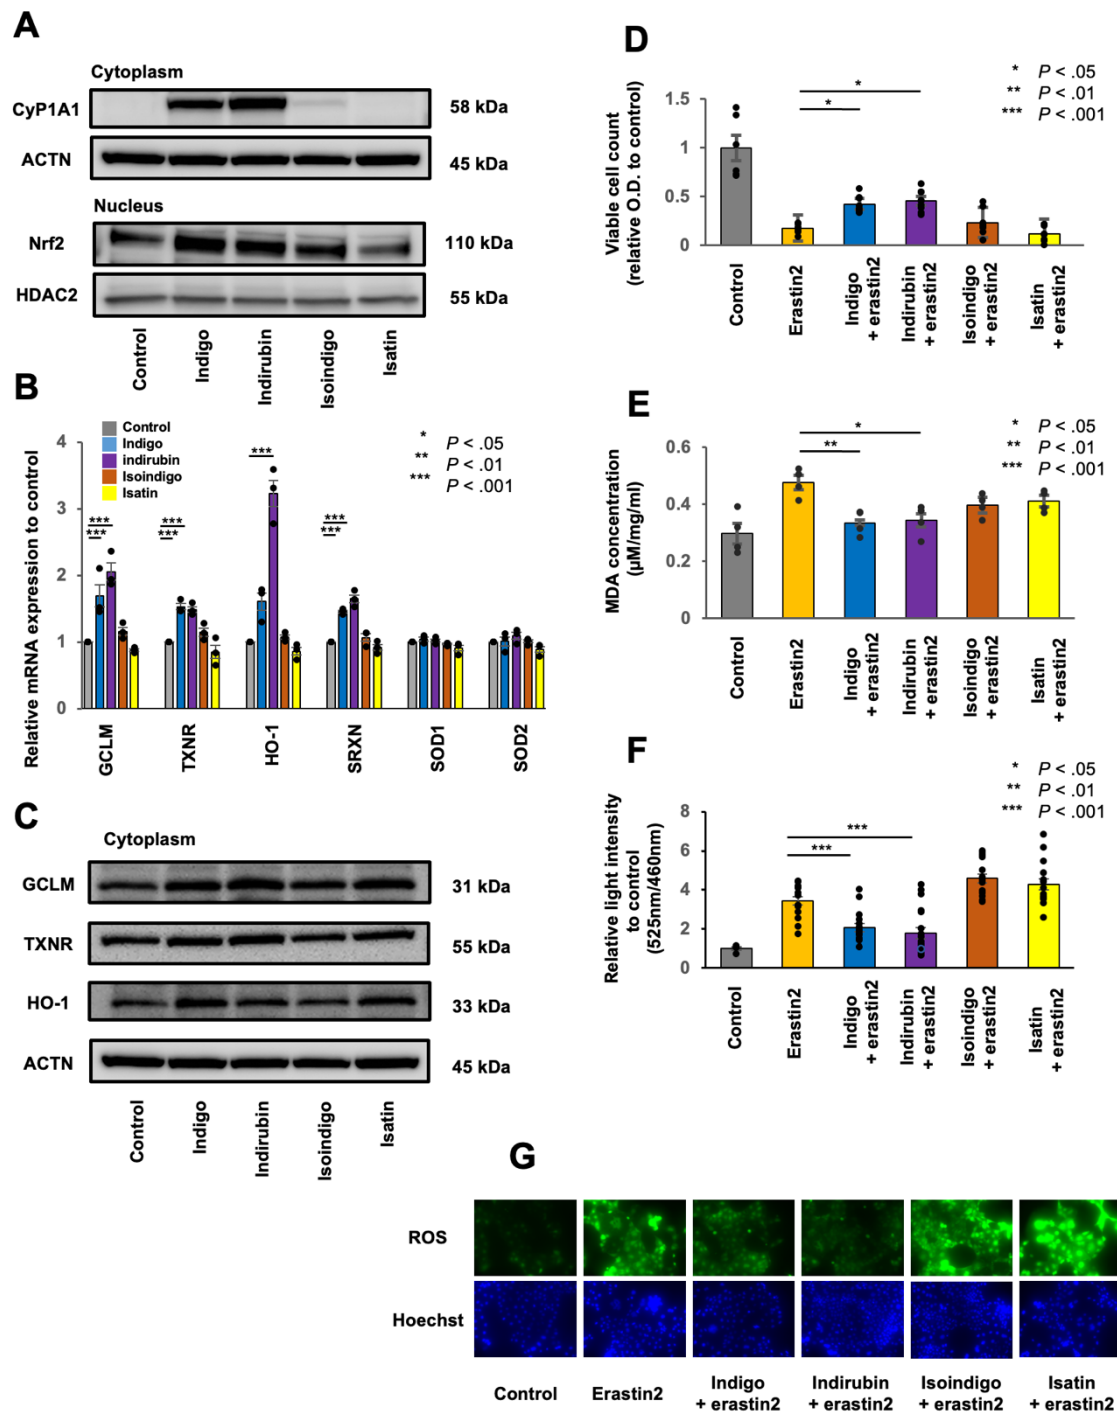 A
Cytoplasm
CyP1A1
58 kDa
ACTN
45 kDa
Nucleus
Nrf2
110 kDa
HDAC2
55 kDa
Control
Indigo
Indirubin
Isoindigo
Isatin
B
Relative mRNA expression to control
4
3
2
1
0
Control
Indigo
indirubin
Isoindigo
Isatin
* P < .05
** P < .01
*** P < .001
***
***
***
***
***
***
***
GCLM
TXNR
HO-1
SRXN
SOD1
SOD2
C
Cytoplasm
GCLM
31 kDa
TXNR
55 kDa
HO-1
33 kDa
ACTN
45 kDa
Control
Indigo
Indirubin
Isoindigo
Isatin
D
Viable cell count
(relative O.D. to control)
1.5
1
0.5
0
* P < .05
** P < .01
*** P < .001
*
*
Control
Erastin2
Indigo
+ erastin2
Indirubin
+ erastin2
Isoindigo
+ erastin2
Isatin
+ erastin2
E
MDA concentration
(µM/mg/ml)
0.6
0.4
0.2
0
* P < .05
** P < .01
*** P < .001
*
**
Control
Erastin2
Indigo
+ erastin2
Indirubin
+ erastin2
Isoindigo
+ erastin2
Isatin
+ erastin2
F
Relative light intensity
to control
(525nm/460nm)
8
6
4
2
0
* P < .05
** P < .01
*** P < .001
***
***
Control
Erastin2
Indigo
+ erastin2
Indirubin
+ erastin2
Isoindigo
+ erastin2
Isatin
+ erastin2
G
ROS
Hoechst
Control
Erastin2
Indigo
+ erastin2
Indirubin
+ erastin2
Isoindigo
+ erastin2
Isatin
+ erastin2